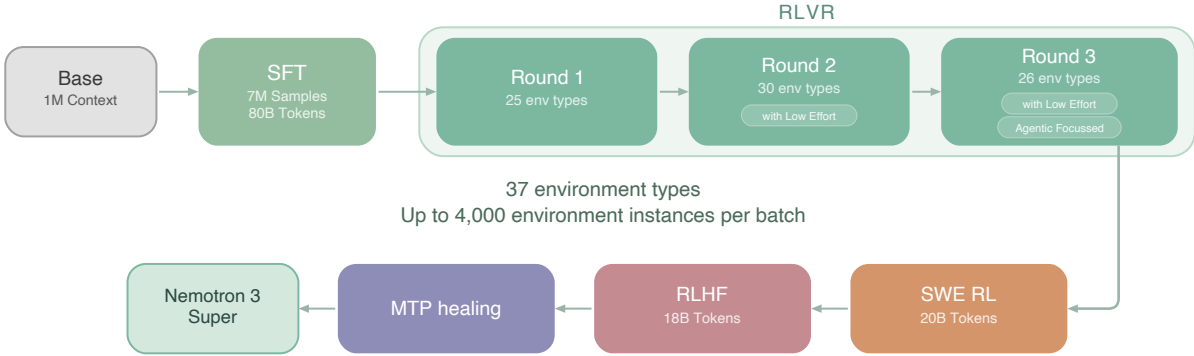 RLVR
Base
1M Context
SFT
7M Samples
80B Tokens
Round 1
25 env types
Round 2
30 env types
with Low Effort
Round 3
26 env types
with Low Effort
Agentic Focussed
37 environment types
Up to 4,000 environment instances per batch
Nemotron 3
Super
MTP healing
RLHF
18B Tokens
SWE RL
20B Tokens